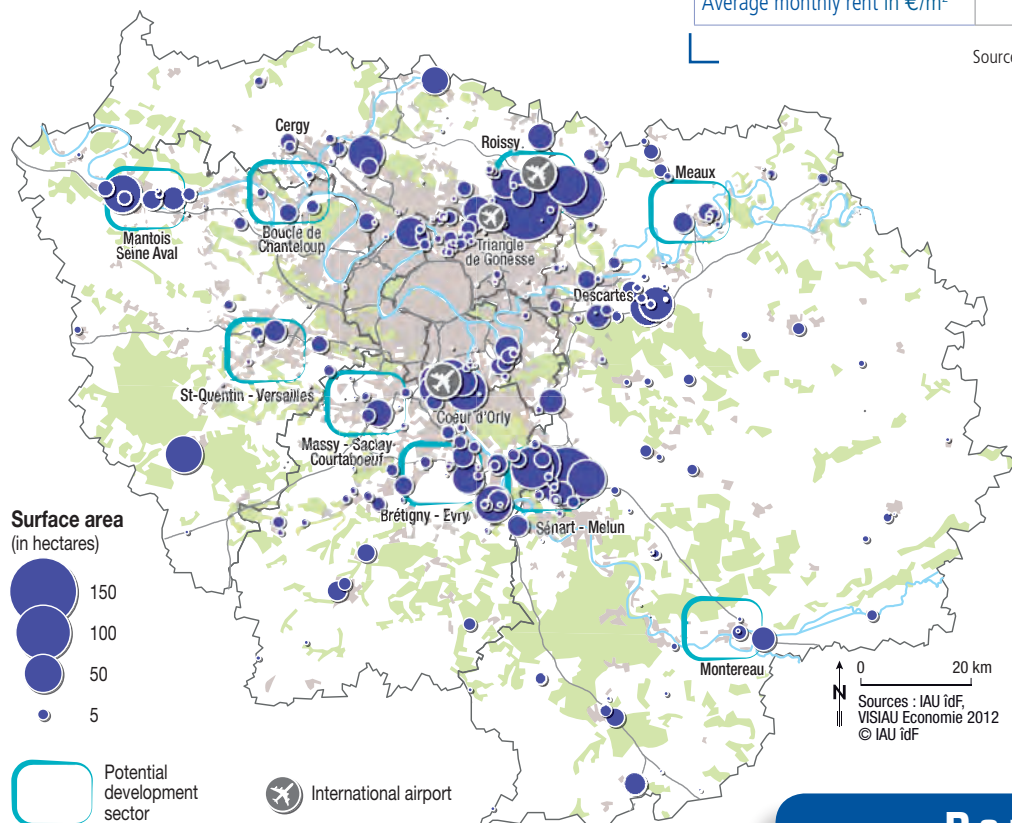 Average monthly rent in €/m²
Source
Cergy
Roissy
Meaux
Mantois
Seine Aval
Boucle de
Chanteloup
Triangle
de Gonesse
Descartes
St-Quentin - Versailles
Coeur d'Orly
Massy - Saclay
Courtaboeuf
Brétigny - Evry
Sénart - Melun
Montereau
Surface area
(in hectares)
150
100
50
5
Potential
development
sector
International airport
N
0 20 km
Sources : IAU îdF,
VISIAU Economie 2012
© IAU îdF